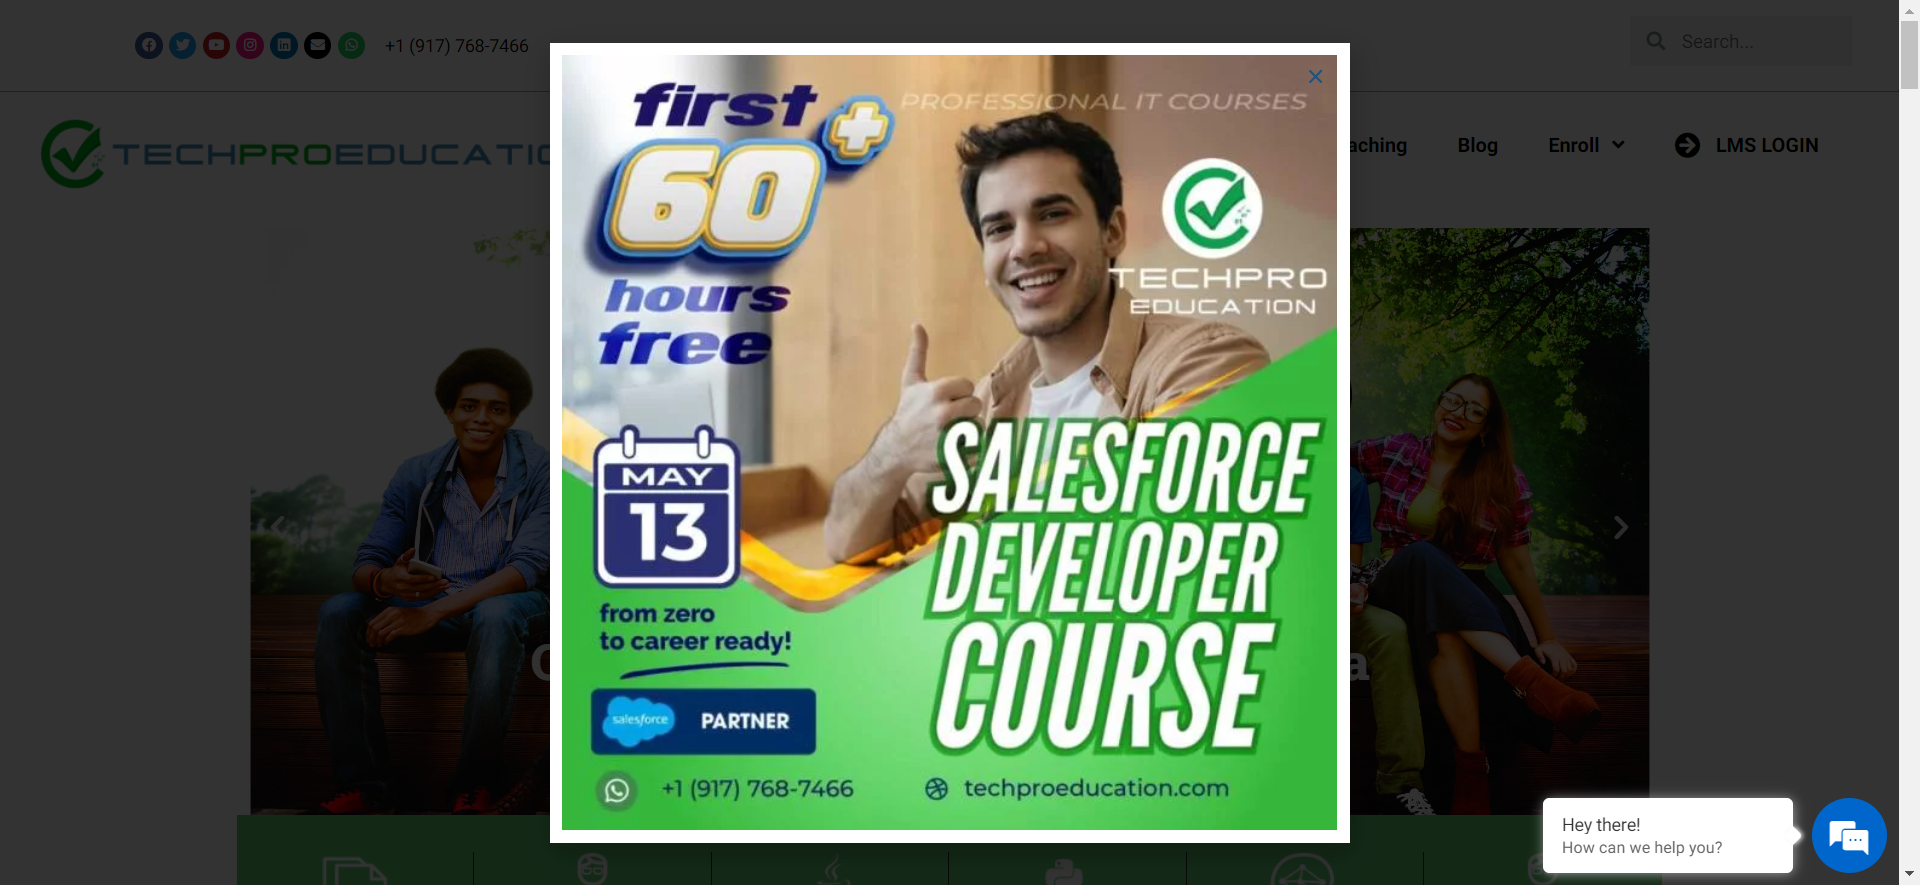 +1 (917) 768-7466
Search...
TECHPROEDUCATIO
aching
Blog
Enroll
LMS LOGIN
first
60+
hours
free
PROFESSIONAL IT COURSES
TECHPRO
EDUCATION
MAY
13
from zero
to career ready!
SALESFORCE
DEVELOPER
COURSE
salesforce
PARTNER
+1 (917) 768-7466
techproeducation.com
a
Hey there!
How can we help you?